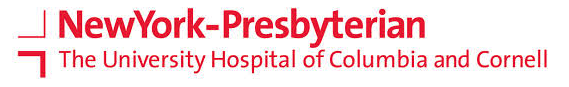 NewYork-Presbyterian
The University Hospital of Columbia and Cornell